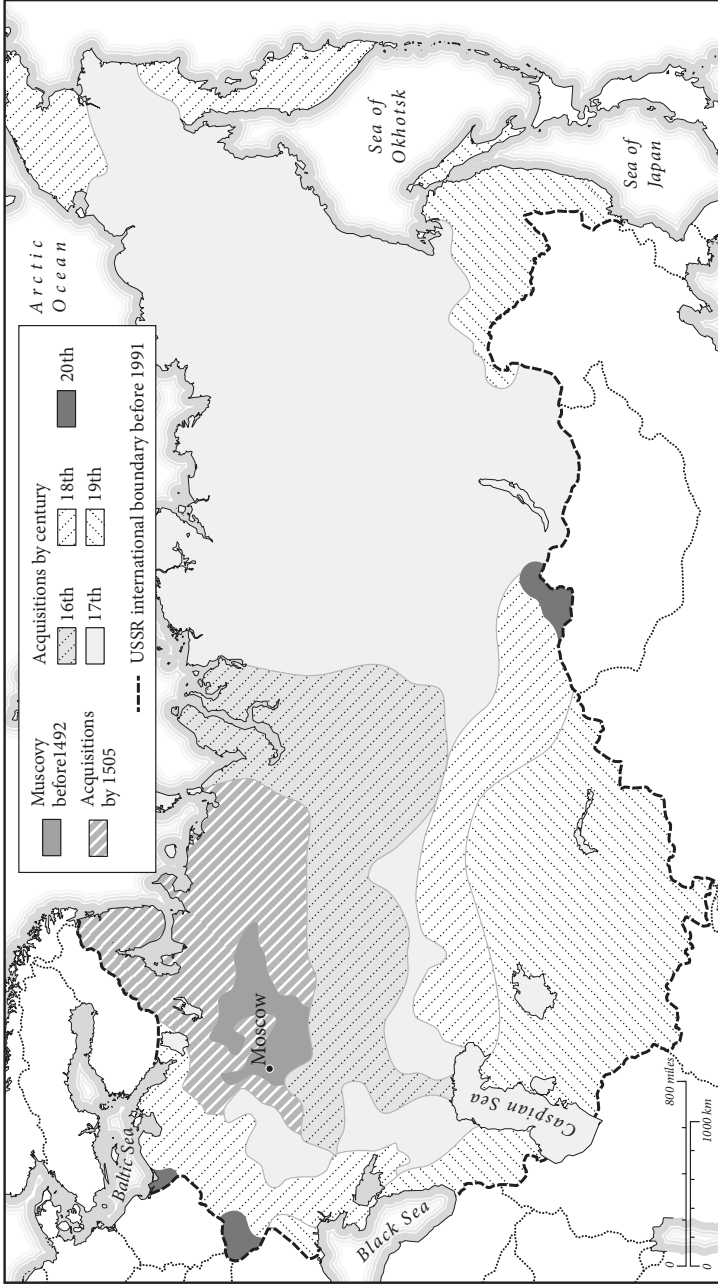 Muscovy
before1492
Acquisitions
by 1505
Acquisitions by century
16th
17th
18th
19th
20th
USSR international boundary before 1991
Arctic
Ocean
Sea of
Okhotsk
Sea of
Japan
Baltic Sea
Moscow
Black Sea
Caspian Sea
0
800 miles
0
1000 km